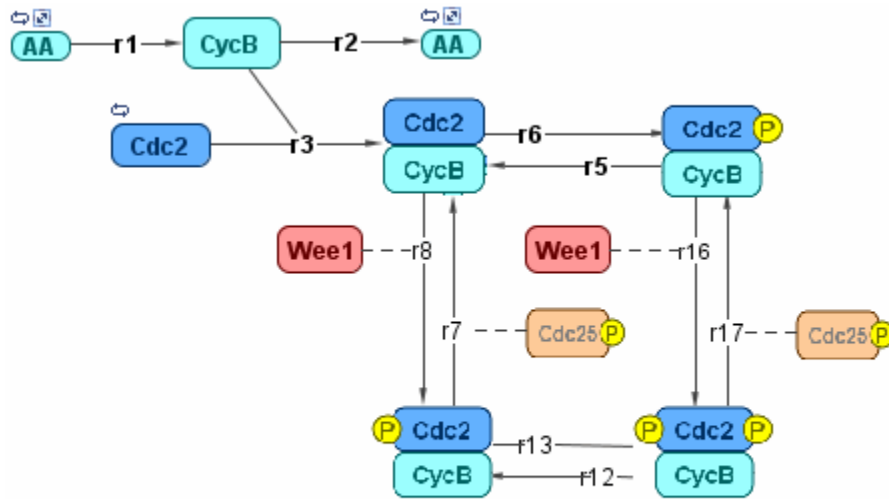 AA r1 CycB r2 AA
Cdc2 r3 Cdc2 r6 Cdc2 P
CycB r5 CycB
Wee1 r8 Wee1 r16
r7 Cdc25 P r17 Cdc25 P
P Cdc2 r13 P Cdc2 P
CycB r12 CycB